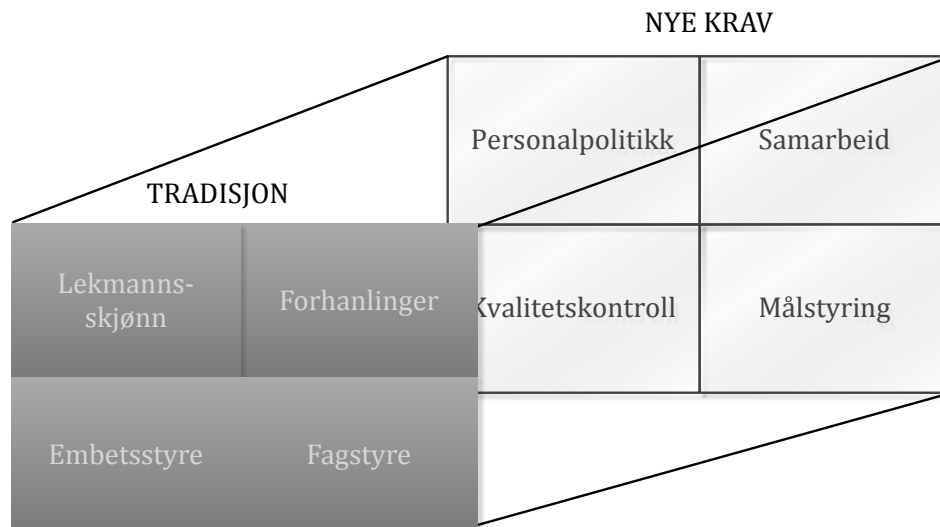 NYE KRAV
Personalpolitikk
Samarbeid
TRADISJON
Lekmanns-
skjønn
Forhanlinger
Kvalitetskontroll
Målstyring
Embetsstyre
Fagstyre